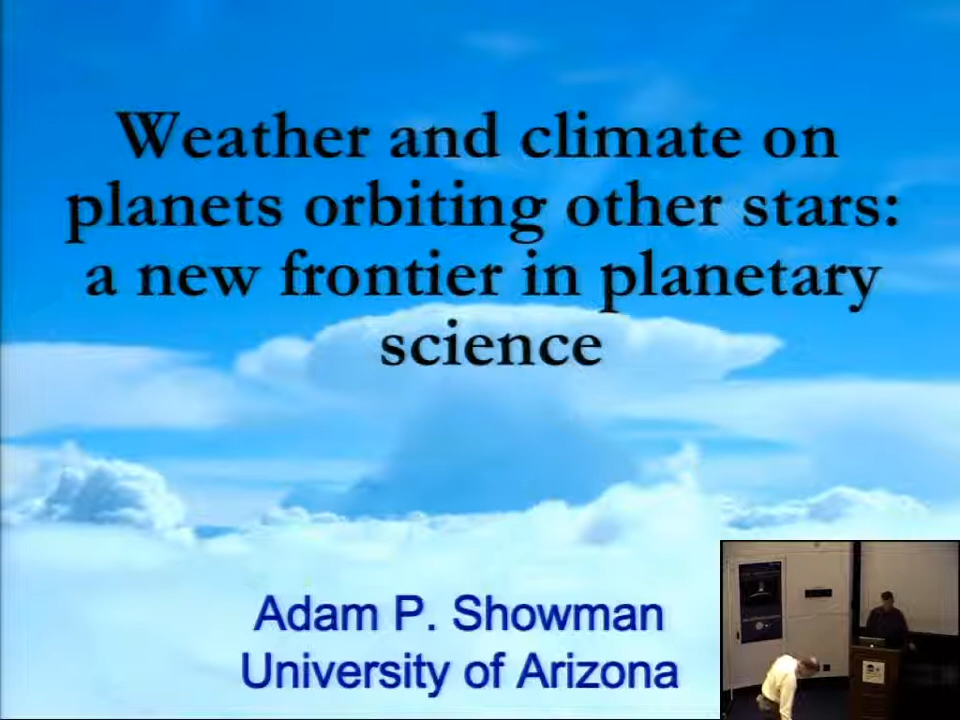 Weather and climate on
planets orbiting other stars:
a new frontier in planetary
science
Adam P. Showman
University of Arizona